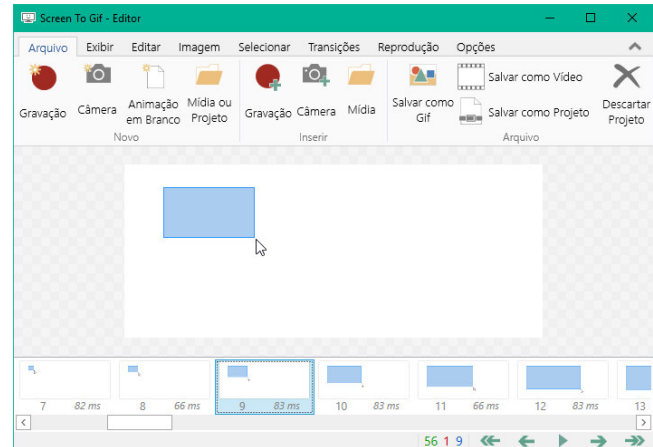 Screen To Gif - Editor
Arquivo Exibir Editar Imagem Selecionar Transições Reprodução Opções
Gravação Câmera Animação em Branco Mídia ou Projeto Gravação Câmera Mídia Salvar como Gif Salvar como Vídeo Salvar como Projeto Descartar Projeto
Novo Inserir Arquivo
7 82 ms 8 66 ms 9 83 ms 10 83 ms 11 66 ms 12 83 ms 13
56 1 9